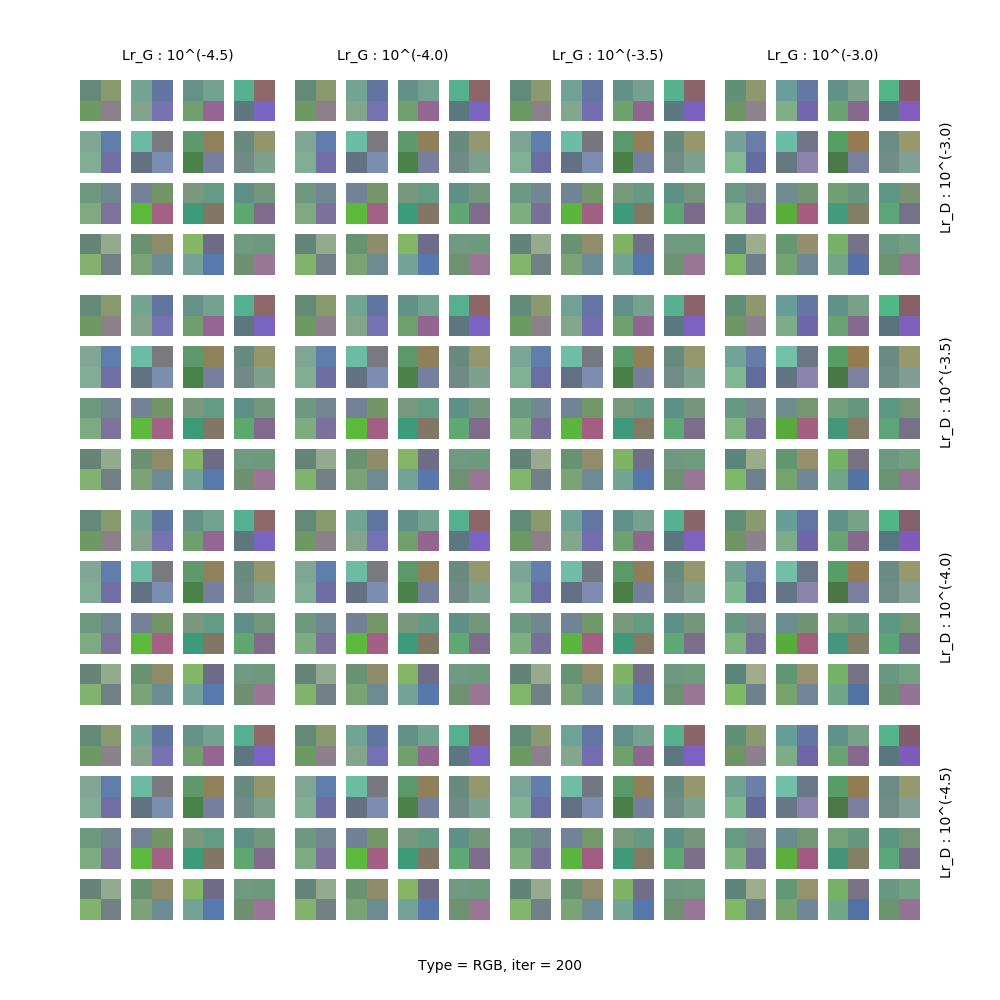 Lr_G : 10^(-4.5)
Lr_G : 10^(-4.0)
Lr_G : 10^(-3.5)
Lr_G : 10^(-3.0)
Lr_D : 10^(-3.0)
Lr_D : 10^(-3.5)
Lr_D : 10^(-4.0)
Lr_D : 10^(-4.5)
Type = RGB, iter = 200